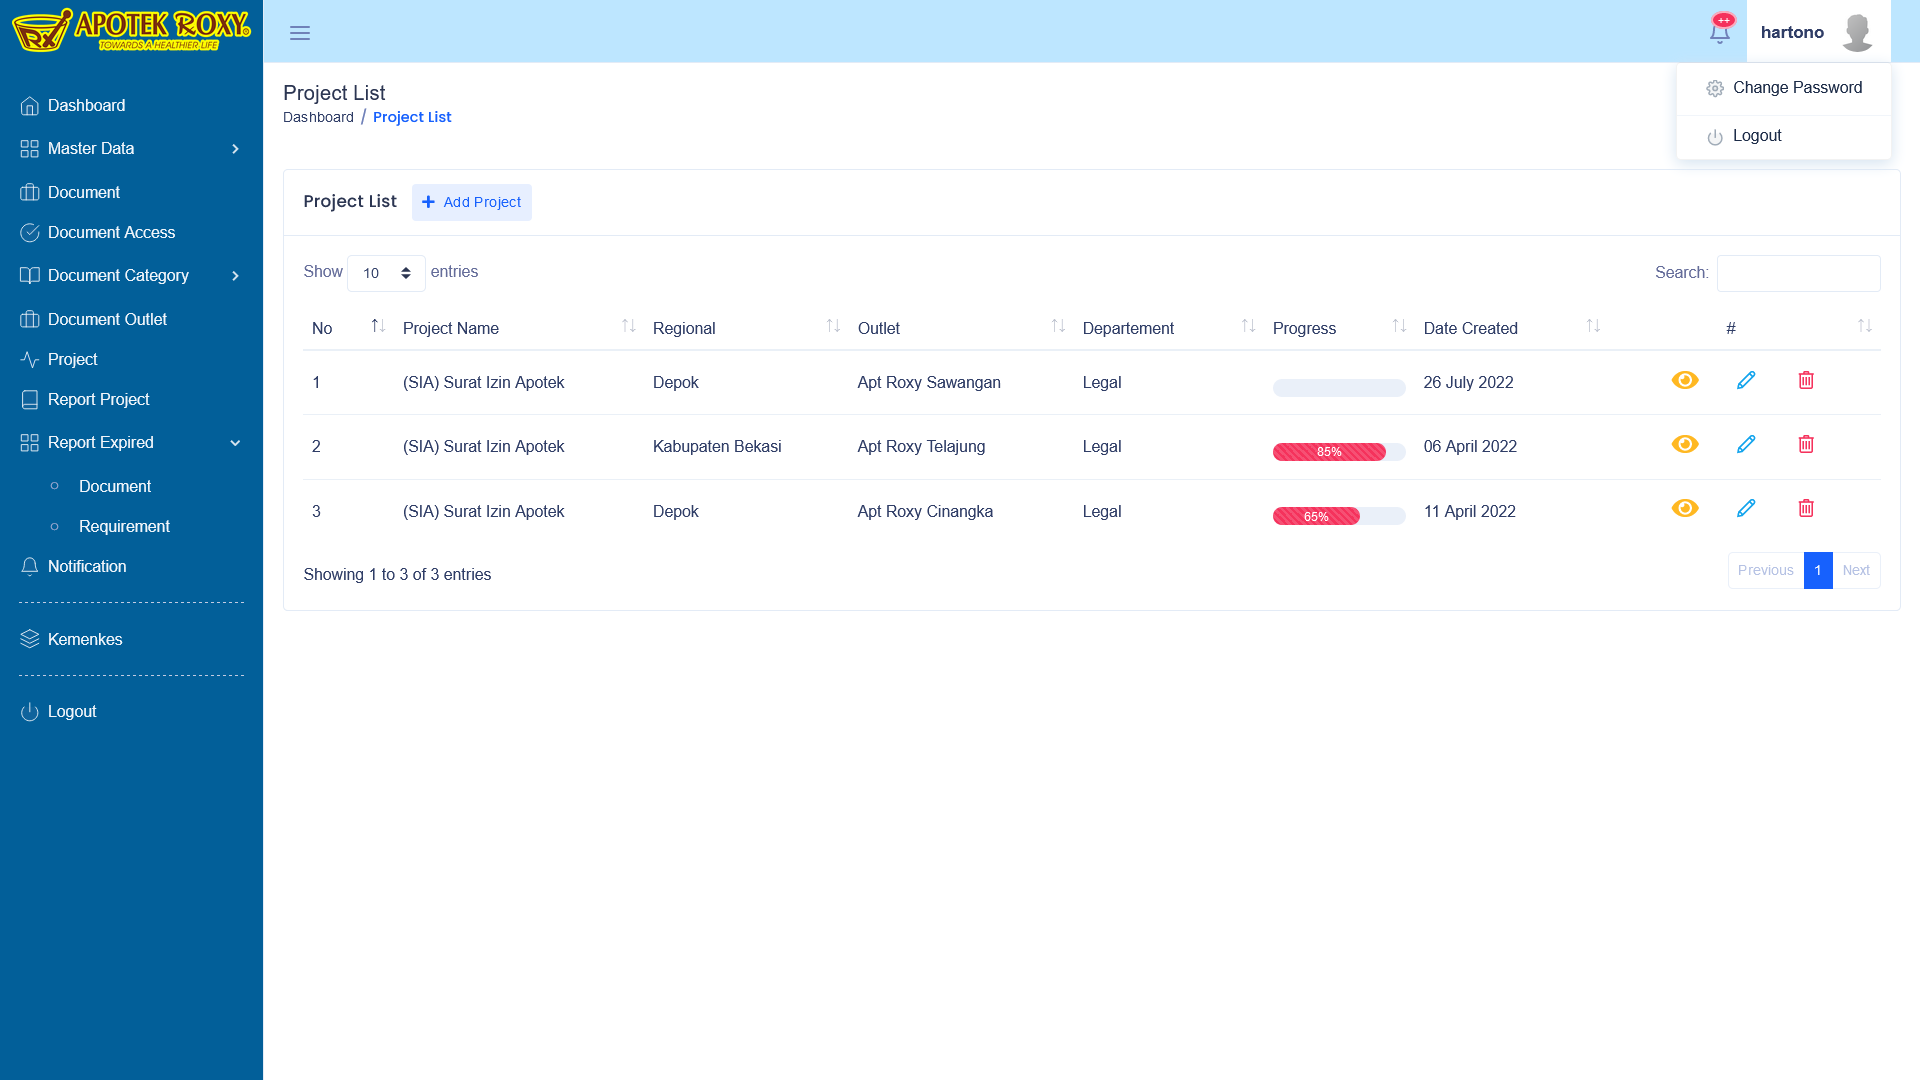 APOTEK ROXY
RX
TOWARDS A HEALTHIER LIFE
++
hartono
Change Password
Logout
Dashboard
Master Data
Document
Document Access
Document Category
Document Outlet
Project
Report Project
Report Expired
Document
Requirement
Notification
Kemenkes
Logout
Project List
Dashboard / Project List
Project List + Add Project
Show 10 entries
Search:
No Project Name Regional Outlet Departement Progress Date Created #
1 (SIA) Surat Izin Apotek Depok Apt Roxy Sawangan Legal 26 July 2022
2 (SIA) Surat Izin Apotek Kabupaten Bekasi Apt Roxy Telajung Legal 85% 06 April 2022
3 (SIA) Surat Izin Apotek Depok Apt Roxy Cinangka Legal 65% 11 April 2022
Showing 1 to 3 of 3 entries
Previous 1 Next